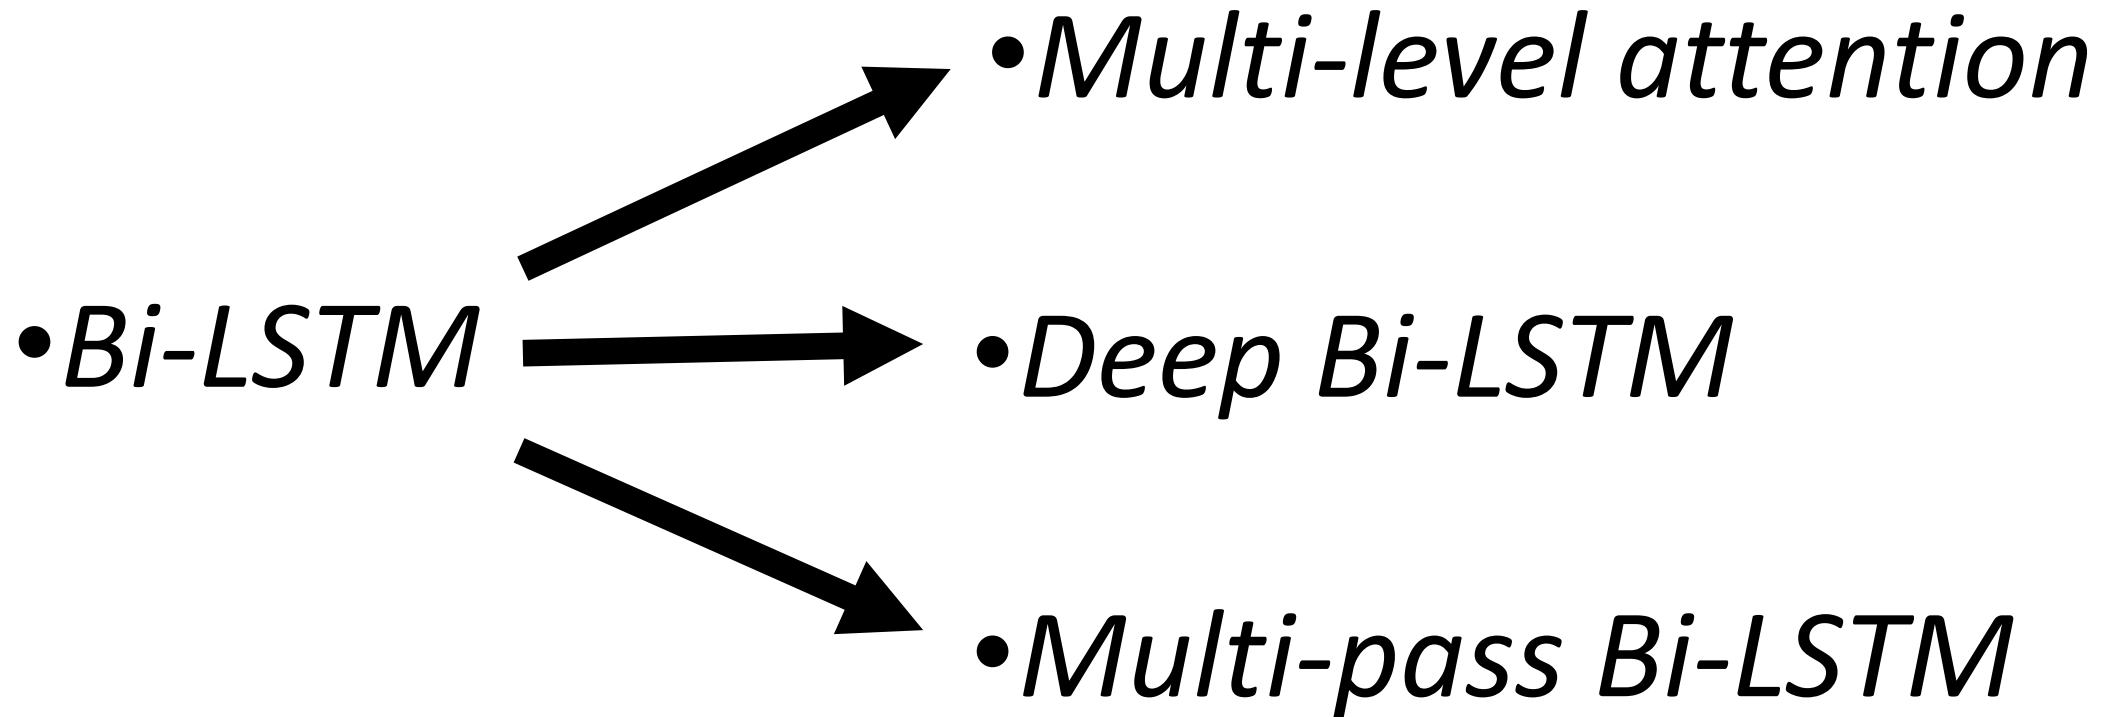 •Multi-level attention
•Bi-LSTM
•Deep Bi-LSTM
•Multi-pass Bi-LSTM